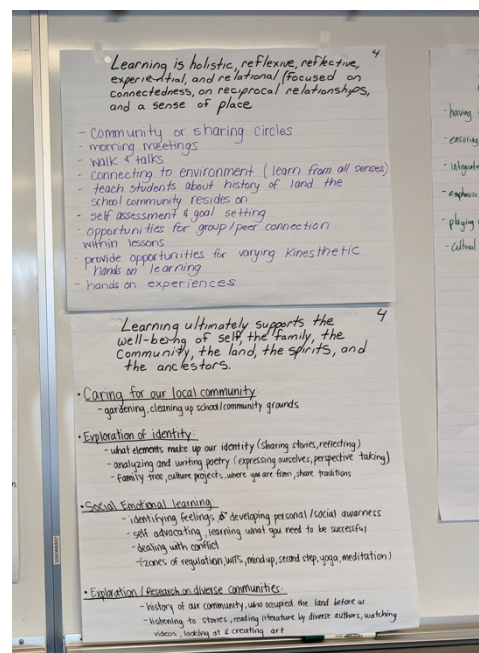 4
Learning is holistic, reflexive, reflective,
experiential, and relational (focused on
connectedness, on reciprocal relationships,
and a sense of place
- Community or sharing circles
- morning meetings
- walk & talks
- connecting to environment (learn from all senses)
- teach students about history of land the
school community resides on
- self assessment & goal setting
- opportunities for group/peer connection
within lessons
- provide opportunities for varying kinesthetic
hands on learning
- hands on experiences
4
Learning ultimately supports the
well-being of self, the family, the
Community, the land, the spirits, and
the ancestors.
• Caring for our local community:
- gardening, cleaning up school/community grounds
• Exploration of identity:
- what elements make up our identity (sharing stories, reflecting)
- analyzing and writing poetry (expressing ourselves, perspective taking)
- family tree, culture projects, where you are from, share traditions
• Social Emotional learning:
- identifying feelings & developing personal/social awarness
- self advocating, learning what you need to be successful
- dealing with conflict
- (zones of regulation, WITS, mindup, second step, yoga, meditation)
• Exploration/Research on diverse communities:
- history of our community, who occupied the land before us
- listening to stories, reading literature by diverse authors, watching
videos, looking at & creating art
- having
- ensuring
- integrate
- emphasize
- playing
- cultural